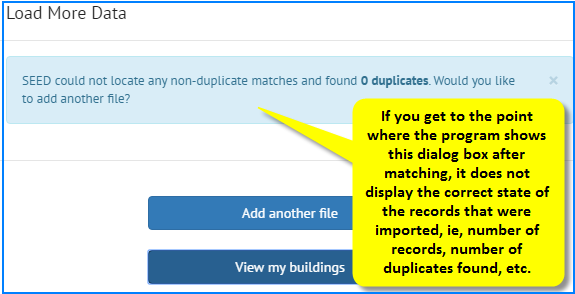 Load More Data
SEED could not locate any non-duplicate matches and found 0 duplicates. Would you like
to add another file?
×
If you get to the point
where the program shows
this dialog box after
matching, it does not
display the correct state of
the records that were
imported, ie, number of
records, number of
duplicates found, etc.
Add another file
View my buildings